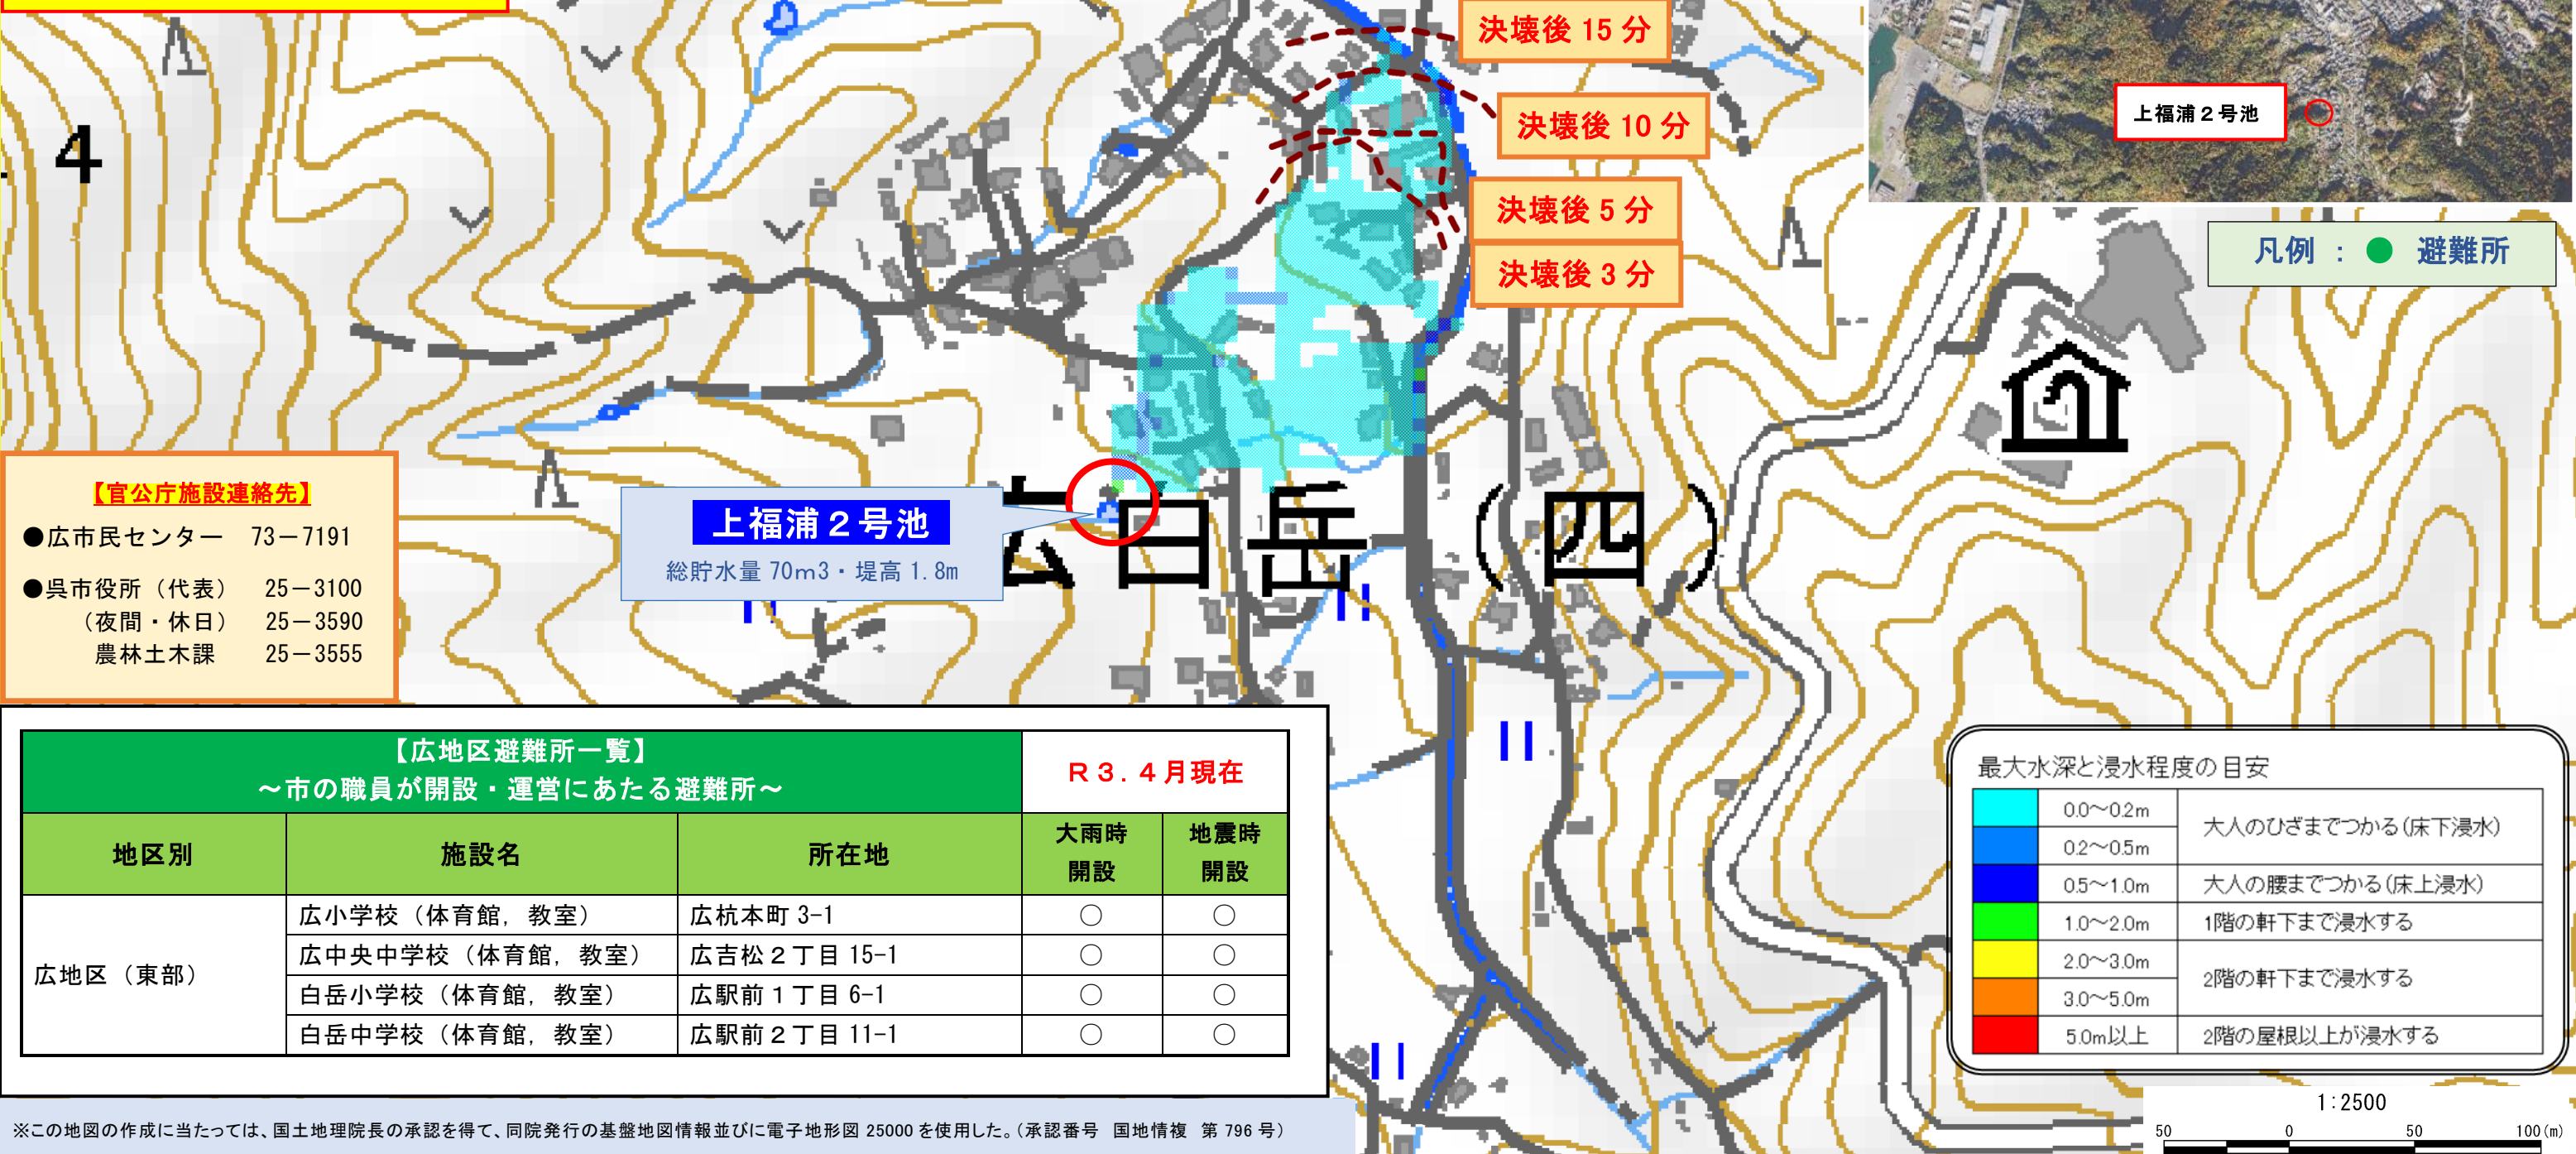 決壊後 15 分
決壊後 10 分
決壊後 5 分
決壊後 3 分
上福浦２号池
凡例 : ● 避難所
4
【官公庁施設連絡先】
●広市民センター 73－7191
●呉市役所（代表） 25－3100
（夜間・休日） 25－3590
農林土木課 25－3555
上福浦２号池
総貯水量 70m3・堤高 1.8m
広白岳（四）
【広地区避難所一覧】
～市の職員が開設・運営にあたる避難所～
Ｒ３．４月現在
地区別 施設名 所在地 大雨時開設 地震時開設
広地区（東部）
広小学校（体育館，教室） 広杭本町 3-1 ○ ○
広中央中学校（体育館，教室） 広吉松２丁目 15-1 ○ ○
白岳小学校（体育館，教室） 広駅前１丁目 6-1 ○ ○
白岳中学校（体育館，教室） 広駅前２丁目 11-1 ○ ○
最大水深と浸水程度の目安
0.0～0.2m 大人のひざまでつかる（床下浸水）
0.2～0.5m
0.5～1.0m 大人の腰までつかる（床上浸水）
1.0～2.0m 1階の軒下まで浸水する
2.0～3.0m 2階の軒下まで浸水する
3.0～5.0m
5.0m以上 2階の屋根以上が浸水する
1:2500
50 0 50 100(m)
※この地図の作成に当たっては、国土地理院長の承認を得て、同院発行の基盤地図情報並びに電子地形図 25000 を使用した。（承認番号 国地情複 第 796 号）